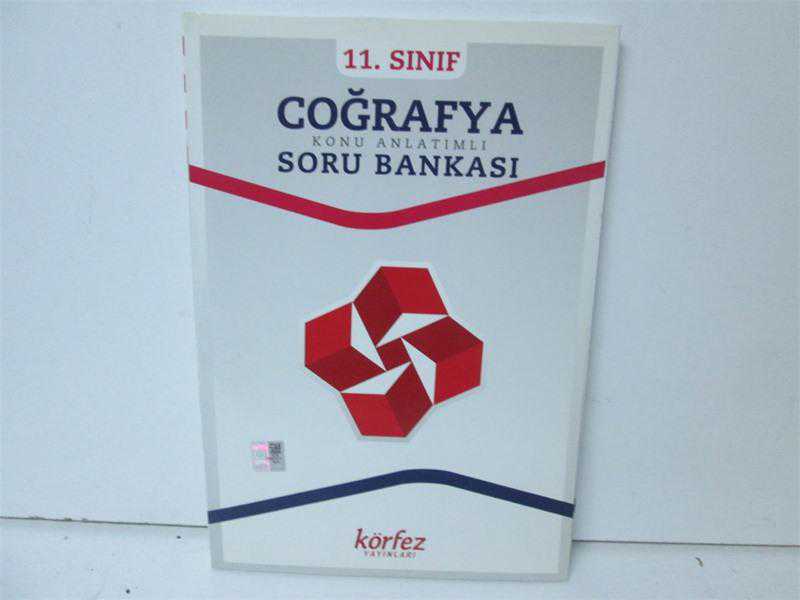 11. SINIF
COĞRAFYA
KONU ANLATIMLI
SORU BANKASI
körfez
YAYINLARI